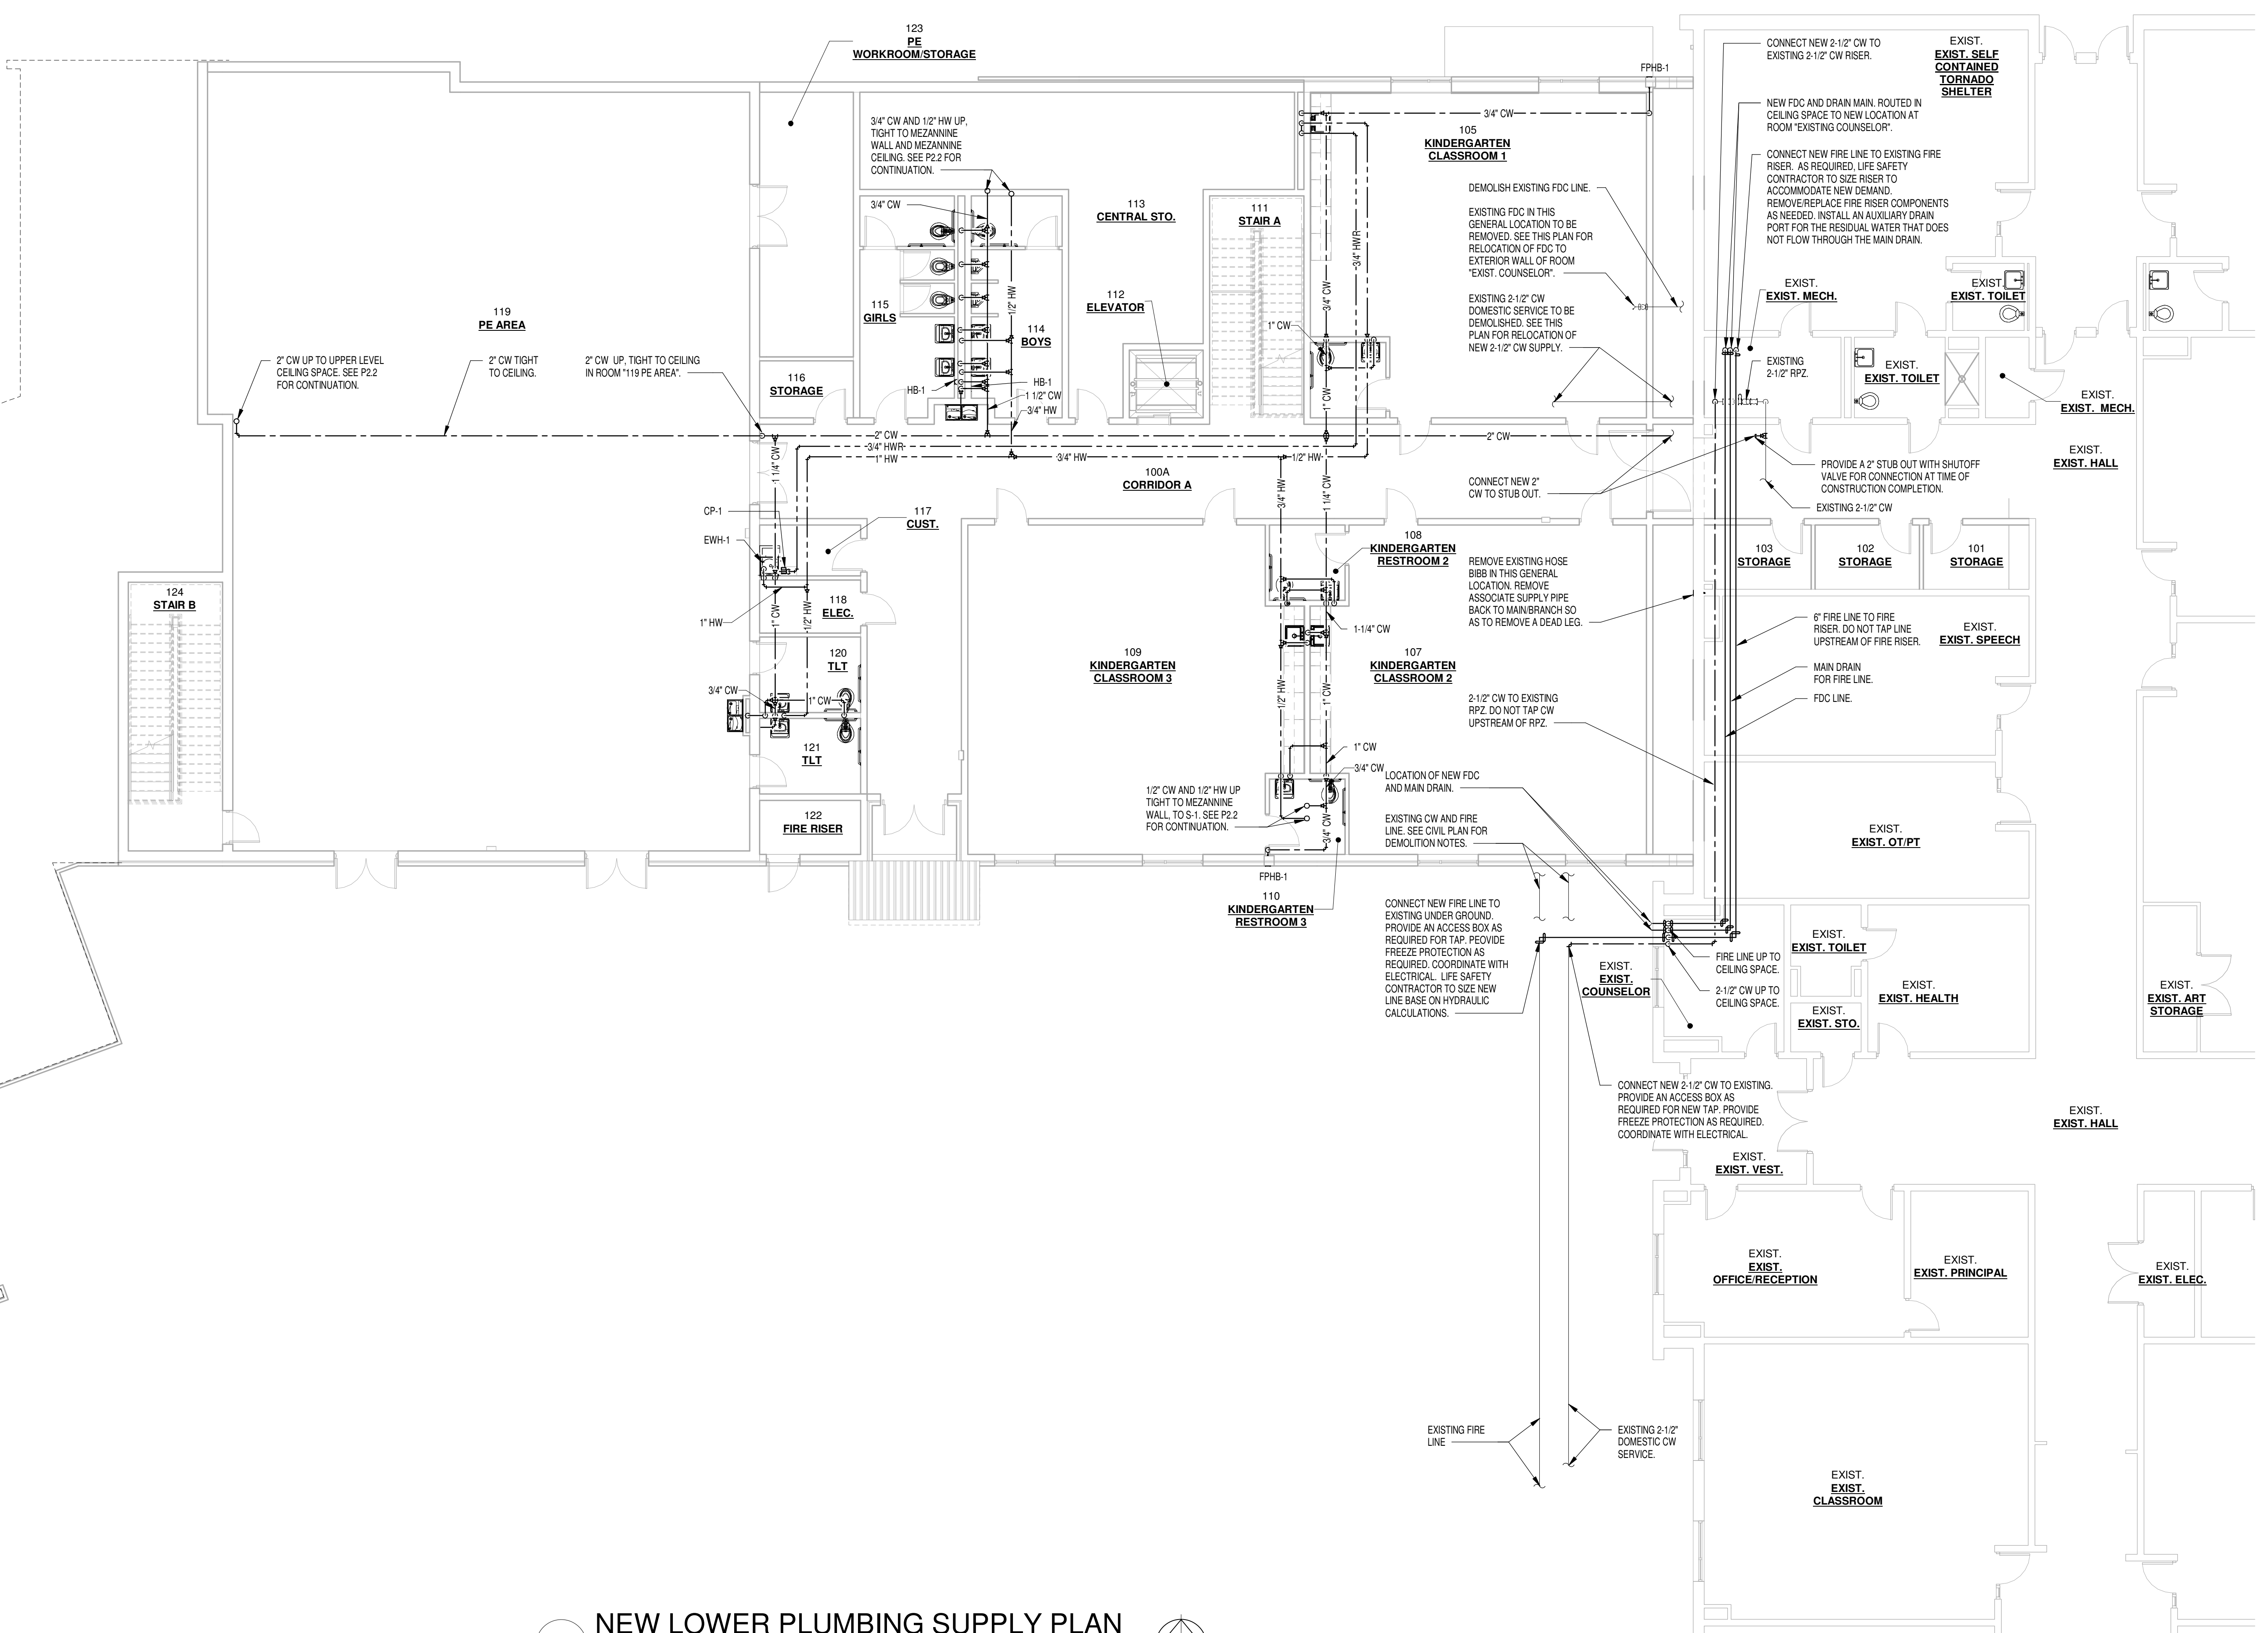 123
PE
WORKROOM/STORAGE
3/4" CW AND 1/2" HW UP,
TIGHT TO MEZANNINE
WALL AND MEZANNINE
CEILING. SEE P2.2 FOR
CONTINUATION.
3/4" CW
119
PE AREA
2" CW UP TO UPPER LEVEL
CEILING SPACE. SEE P2.2
FOR CONTINUATION.
2" CW TIGHT
TO CEILING.
2" CW UP, TIGHT TO CEILING
IN ROOM "119 PE AREA".
116
STORAGE
115
GIRLS
114
BOYS
1/2" HW
HB-1
HB-1
1 1/2" CW
3/4" HW
113
CENTRAL STO.
112
ELEVATOR
111
STAIR A
FPHB-1
3/4" CW
105
KINDERGARTEN
CLASSROOM 1
3/4" HWR
3/4" CW
1" CW
1" CW
DEMOLISH EXISTING FDC LINE.
EXISTING FDC IN THIS
GENERAL LOCATION TO BE
REMOVED. SEE THIS PLAN FOR
RELOCATION OF FDC TO
EXTERIOR WALL OF ROOM
"EXIST. COUNSELOR".
EXISTING 2-1/2" CW
DOMESTIC SERVICE TO BE
DEMOLISHED. SEE THIS
PLAN FOR RELOCATION OF
NEW 2-1/2" CW SUPPLY.
CONNECT NEW 2-1/2" CW TO
EXISTING 2-1/2" CW RISER.
NEW FDC AND DRAIN MAIN. ROUTED IN
CEILING SPACE TO NEW LOCATION AT
ROOM "EXISTING COUNSELOR".
CONNECT NEW FIRE LINE TO EXISTING FIRE
RISER. AS REQUIRED, LIFE SAFETY
CONTRACTOR TO SIZE RISER TO
ACCOMMODATE NEW DEMAND.
REMOVE/REPLACE FIRE RISER COMPONENTS
AS NEEDED. INSTALL AN AUXILIARY DRAIN
PORT FOR THE RESIDUAL WATER THAT DOES
NOT FLOW THROUGH THE MAIN DRAIN.
EXIST.
EXIST. SELF
CONTAINED
TORNADO
SHELTER
EXIST.
EXIST. MECH.
EXIST.
EXIST. TOILET
EXISTING
2-1/2" RPZ.
EXIST.
EXIST. TOILET
EXIST.
EXIST. MECH.
EXIST.
EXIST. HALL
2" CW
2" CW
3/4" HWR
1" HW
3/4" HW
1/2" HW
100A
CORRIDOR A
CONNECT NEW 2"
CW TO STUB OUT.
PROVIDE A 2" STUB OUT WITH SHUTOFF
VALVE FOR CONNECTION AT TIME OF
CONSTRUCTION COMPLETION.
EXISTING 2-1/2" CW
1 1/4" CW
CP-1
EWH-1
117
CUST.
3/4" HW
1 1/4" CW
108
KINDERGARTEN
RESTROOM 2
REMOVE EXISTING HOSE
BIBB IN THIS GENERAL
LOCATION. REMOVE
ASSOCIATE SUPPLY PIPE
BACK TO MAIN/BRANCH SO
AS TO REMOVE A DEAD LEG.
103
STORAGE
102
STORAGE
101
STORAGE
124
STAIR B
118
ELEC.
1" HW
1" CW
1/2" HW
120
TLT
3/4" CW
1" CW
121
TLT
122
FIRE RISER
109
KINDERGARTEN
CLASSROOM 3
1-1/4" CW
107
KINDERGARTEN
CLASSROOM 2
1/2" HW
1" CW
1" CW
3/4" CW
3/4" CW
1/2" CW AND 1/2" HW UP
TIGHT TO MEZANNINE
WALL, TO S-1. SEE P2.2
FOR CONTINUATION.
FPHB-1
110
KINDERGARTEN
RESTROOM 3
2-1/2" CW TO EXISTING
RPZ. DO NOT TAP CW
UPSTREAM OF RPZ.
LOCATION OF NEW FDC
AND MAIN DRAIN.
EXISTING CW AND FIRE
LINE. SEE CIVIL PLAN FOR
DEMOLITION NOTES.
CONNECT NEW FIRE LINE TO
EXISTING UNDER GROUND.
PROVIDE AN ACCESS BOX AS
REQUIRED FOR TAP. PEOVIDE
FREEZE PROTECTION AS
REQUIRED. COORDINATE WITH
ELECTRICAL. LIFE SAFETY
CONTRACTOR TO SIZE NEW
LINE BASE ON HYDRAULIC
CALCULATIONS.
6" FIRE LINE TO FIRE
RISER. DO NOT TAP LINE
UPSTREAM OF FIRE RISER.
EXIST.
EXIST. SPEECH
MAIN DRAIN
FOR FIRE LINE.
FDC LINE.
EXIST.
EXIST. OT/PT
EXIST.
EXIST. TOILET
FIRE LINE UP TO
CEILING SPACE.
2-1/2" CW UP TO
CEILING SPACE.
EXIST.
EXIST.
COUNSELOR
EXIST.
EXIST. STO.
EXIST.
EXIST. HEALTH
EXIST.
EXIST. ART
STORAGE
CONNECT NEW 2-1/2" CW TO EXISTING.
PROVIDE AN ACCESS BOX AS
REQUIRED FOR NEW TAP. PROVIDE
FREEZE PROTECTION AS REQUIRED.
COORDINATE WITH ELECTRICAL.
EXIST.
EXIST. VEST.
EXIST.
EXIST. HALL
EXIST.
EXIST.
OFFICE/RECEPTION
EXIST.
EXIST. PRINCIPAL
EXIST.
EXIST. ELEC.
EXISTING FIRE
LINE
EXISTING 2-1/2"
DOMESTIC CW
SERVICE.
EXIST.
EXIST.
CLASSROOM
NEW LOWER PLUMBING SUPPLY PLAN